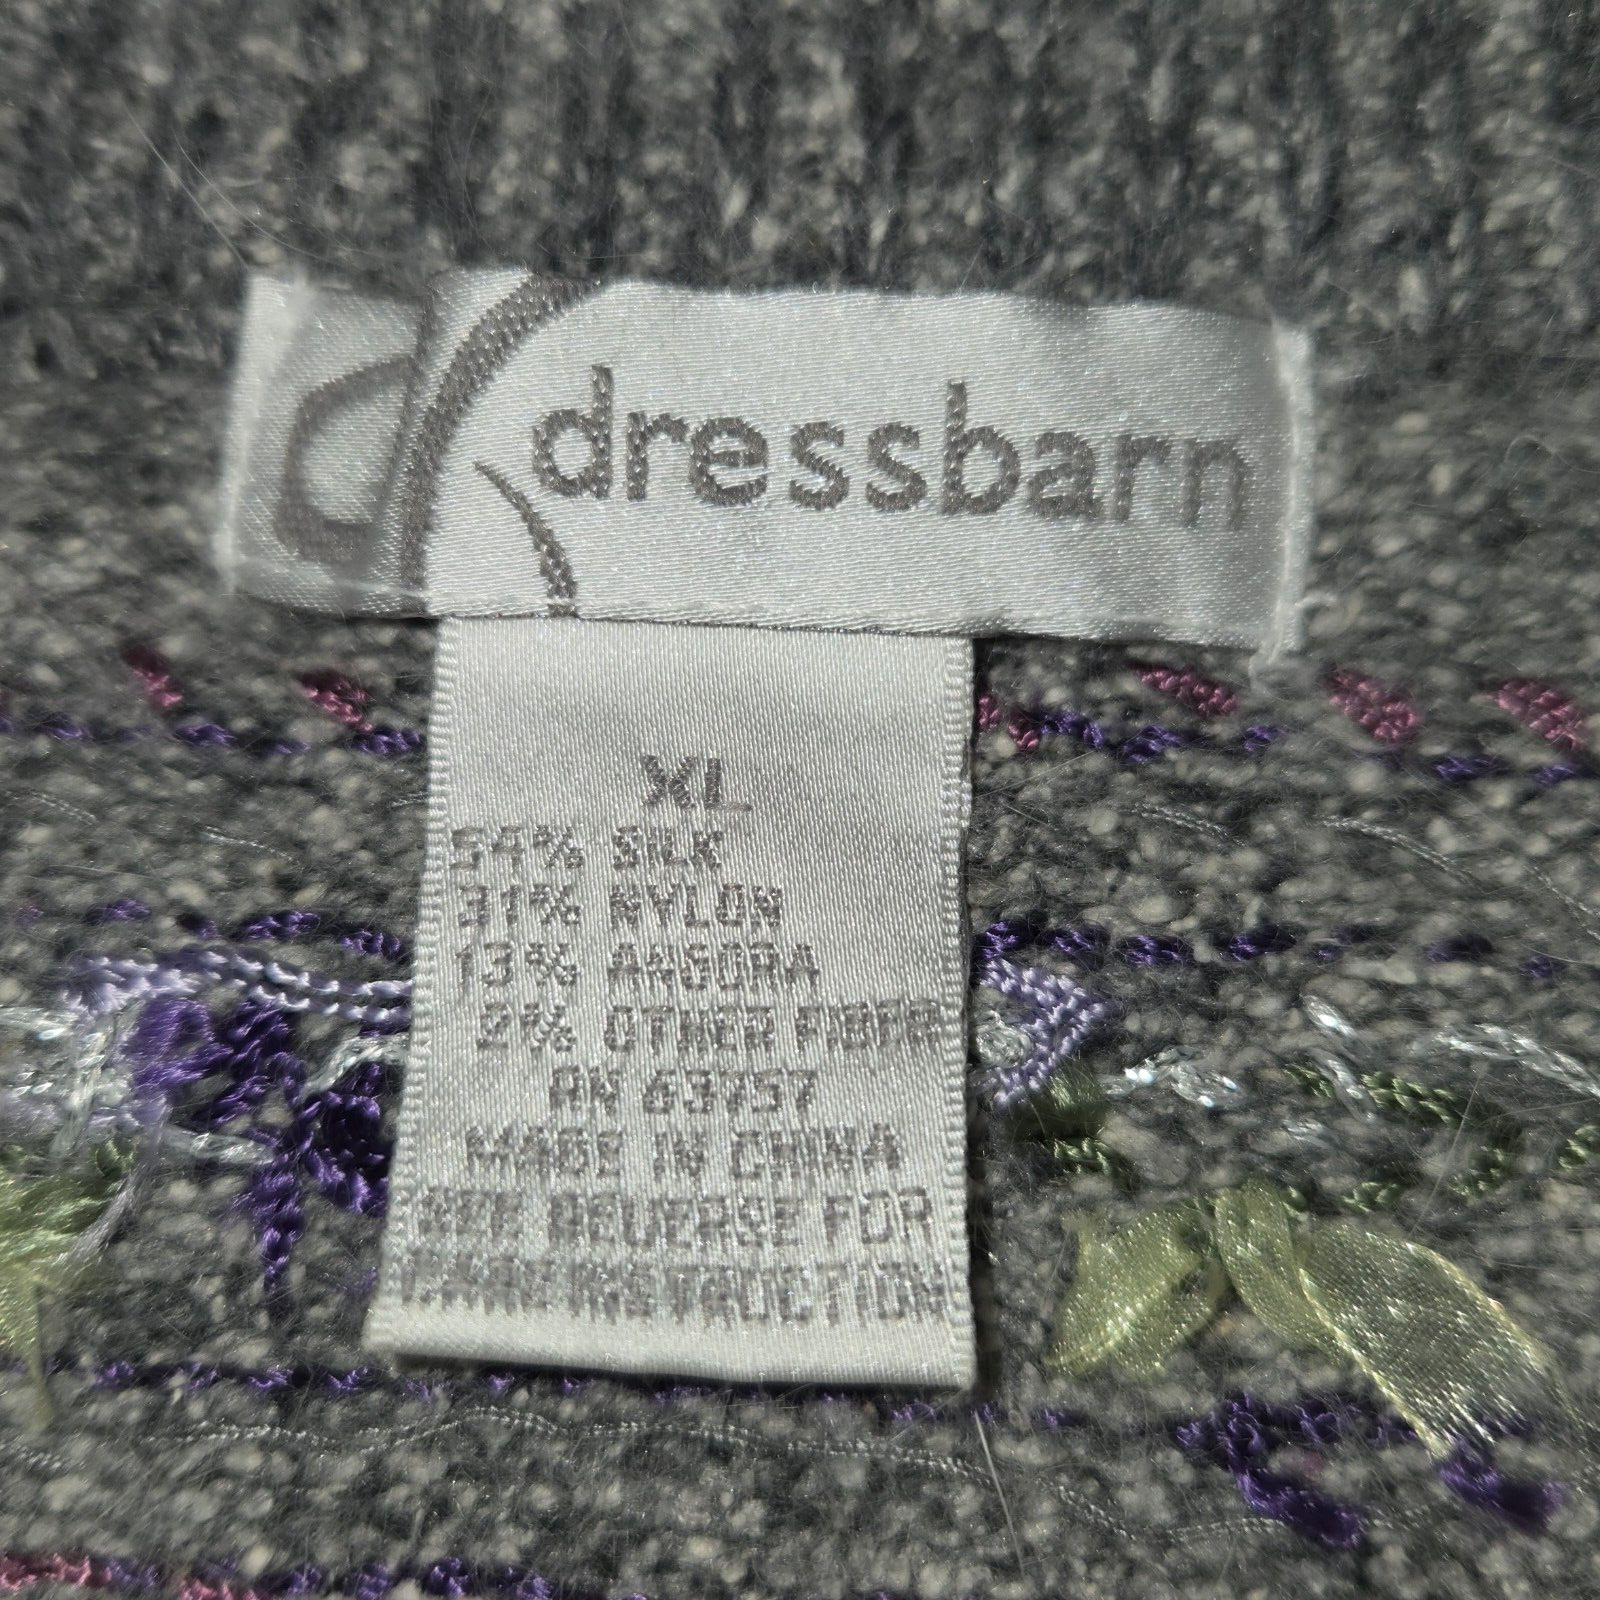 dressbarn
XL
54% SILK
31% NYLON
13% ANGORA
2% OTHER FIBER
RN 63757
MADE IN CHINA
SEE REVERSE FOR
INSTRUCTION